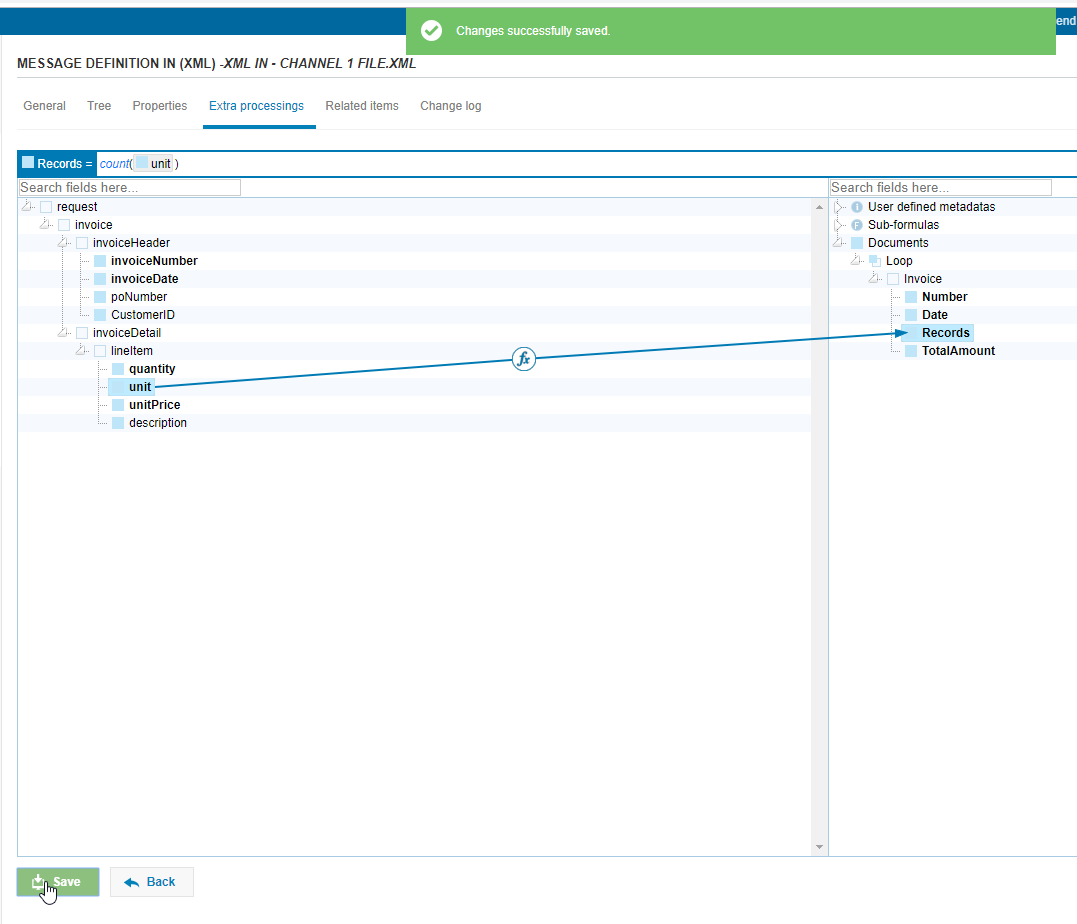 Changes successfully saved.
end
MESSAGE DEFINITION IN (XML) -XML IN - CHANNEL 1 FILE.XML
General Tree Properties Extra processings Related items Change log
Records = count( unit )
Search fields here... Search fields here...
request User defined metadatas
invoice Sub-formulas
invoiceHeader Documents
invoiceNumber Loop
invoiceDate Invoice
poNumber Number
CustomerID Date
invoiceDetail Records
lineItem TotalAmount
quantity fx
unit
unitPrice
description
Save Back